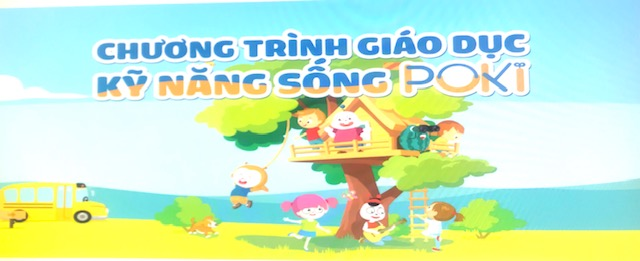 CHƯƠNG TRÌNH GIÁO DỤC
KỸ NĂNG SỐNG POKI